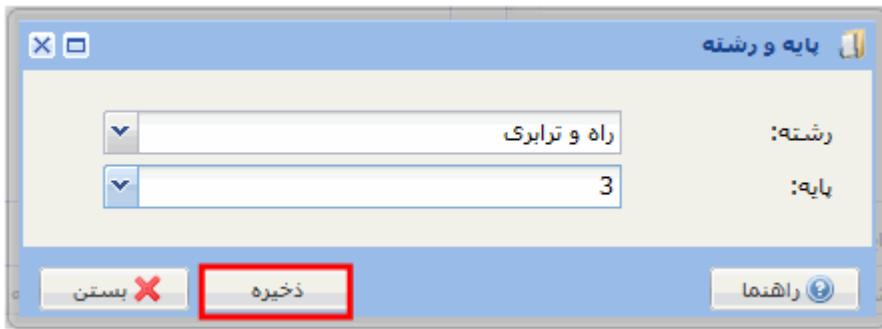 پایه و رشته
رشته: راه و ترابری
پایه: 3
راهنما ذخیره بستن